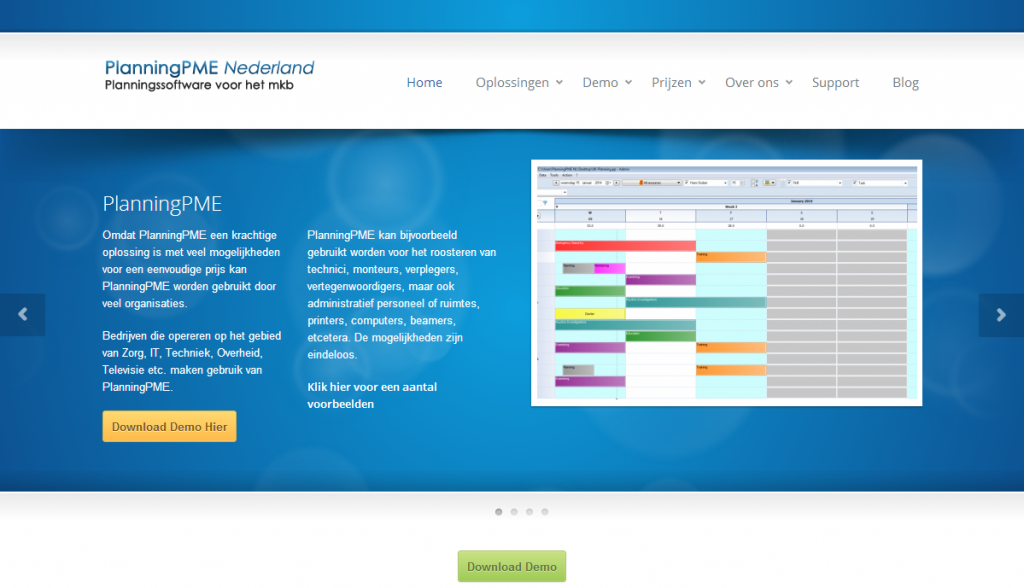 PlanningPME Nederland
Planningssoftware voor het mkb
Home Oplossingen Demo Prijzen Over ons Support Blog
PlanningPME
Omdat PlanningPME een krachtige
oplossing is met veel mogelijkheden
voor een eenvoudige prijs kan
PlanningPME worden gebruikt door
veel organisaties.
Bedrijven die opereren op het gebied
van Zorg, IT, Techniek, Overheid,
Televisie etc. maken gebruik van
PlanningPME.
Download Demo Hier
PlanningPME kan bijvoorbeeld
gebruikt worden voor het roosteren van
technici, monteurs, verplegers,
vertegenwoordigers, maar ook
administratief personeel of ruimtes,
printers, computers, beamers,
etcetera. De mogelijkheden zijn
eindeloos.
Klik hier voor een aantal
voorbeelden
Training
Training
Training
Download Demo